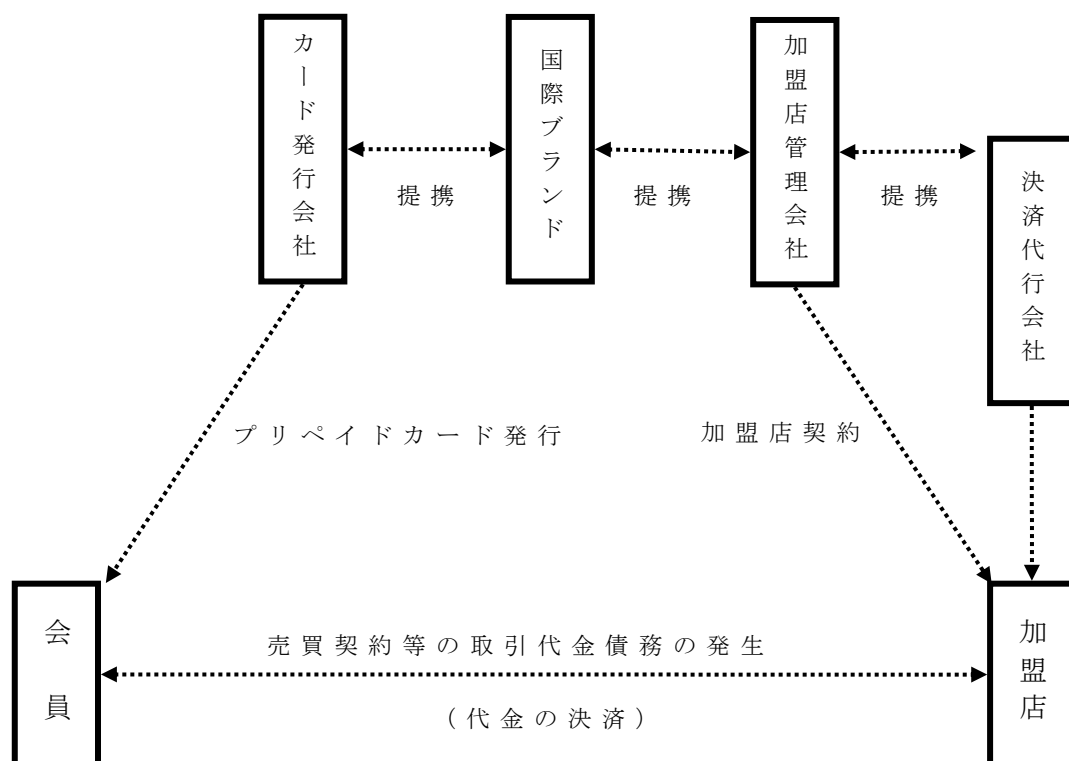 カード発行会社
国際ブランド
加盟店管理会社
決済代行会社
提携
提携
提携
プリペイドカード発行
加盟店契約
会員
売買契約等の取引代金債務の発生
(代金の決済)
加盟店